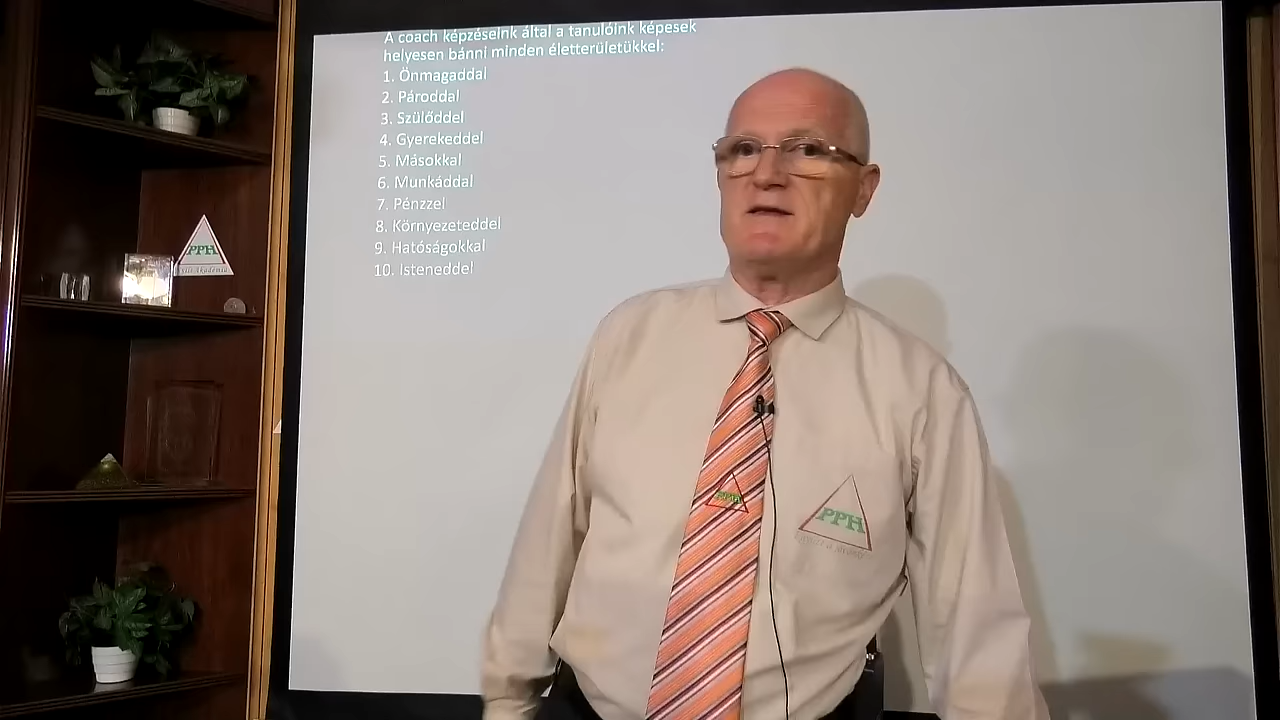 A coach képzéseink által a tanulóink képesek
helyesen bánni minden életterületükkel:
1. Önmagaddal
2. Pároddal
3. Szülőddel
4. Gyerekeddel
5. Másokkal
6. Munkáddal
7. Pénzzel
8. Környezeteddel
9. Hatóságokkal
10. Isteneddel
PPH
Akadémia
PPH